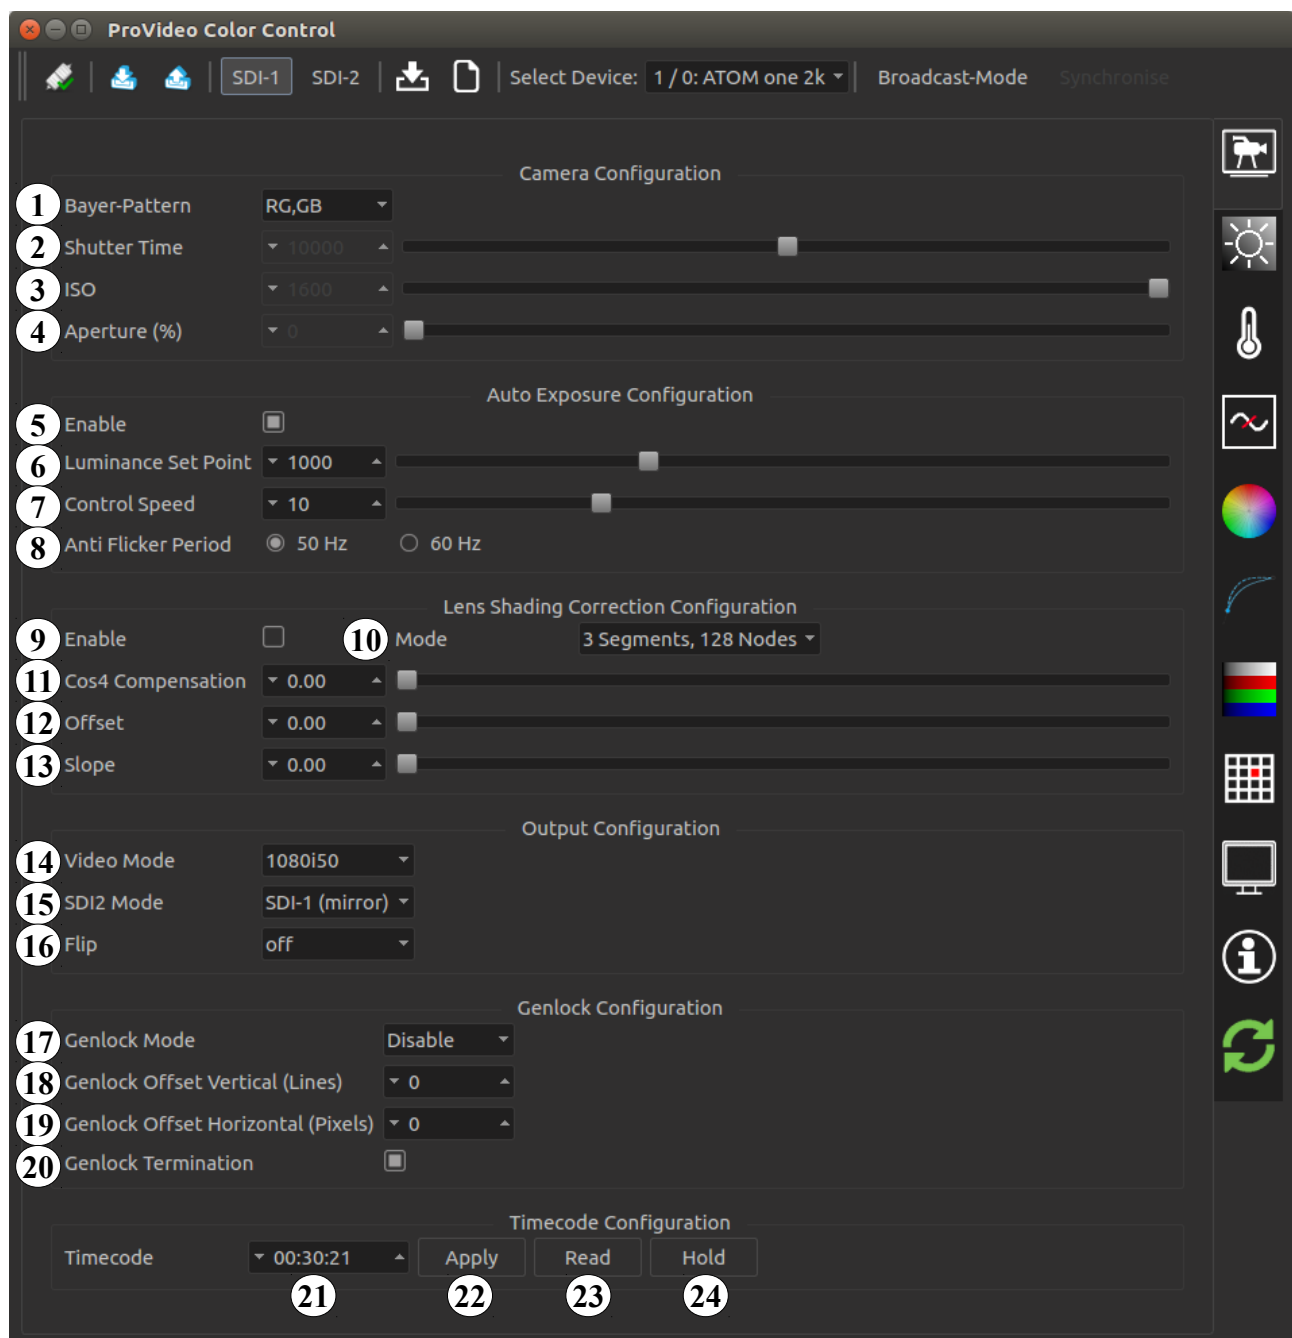 ProVideo Color Control
SDI-1 SDI-2 Select Device: 1 / 0: ATOM one 2k Broadcast-Mode Synchronise
Camera Configuration
1 Bayer-Pattern RG,GB
2 Shutter Time 10000
3 ISO 1600
4 Aperture (%) 0
Auto Exposure Configuration
5 Enable
6 Luminance Set Point 1000
7 Control Speed 10
8 Anti Flicker Period 50 Hz 60 Hz
Lens Shading Correction Configuration
9 Enable 10 Mode 3 Segments, 128 Nodes
11 Cos4 Compensation 0.00
12 Offset 0.00
13 Slope 0.00
Output Configuration
14 Video Mode 1080i50
15 SDI2 Mode SDI-1 (mirror)
16 Flip off
Genlock Configuration
17 Genlock Mode Disable
18 Genlock Offset Vertical (Lines) 0
19 Genlock Offset Horizontal (Pixels) 0
20 Genlock Termination
Timecode Configuration
Timecode 00:30:21 Apply Read Hold
21 22 23 24